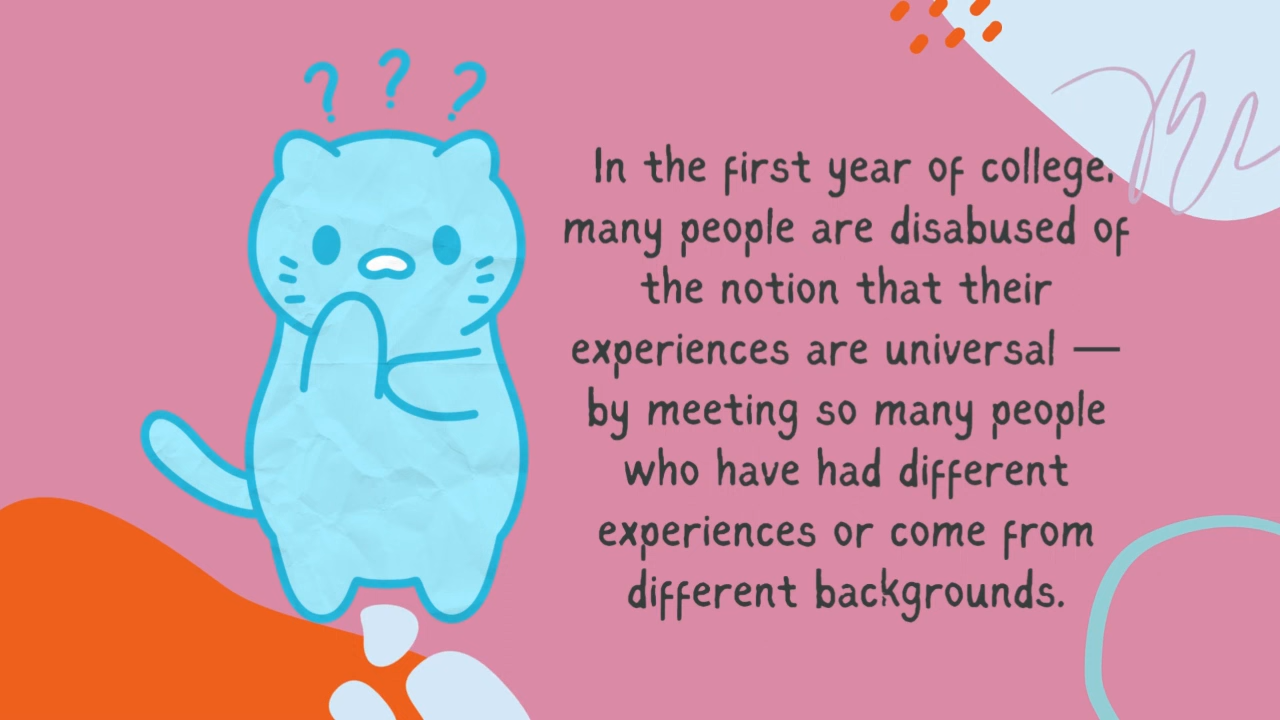 ? ? ?
In the first year of college,
many people are disabused of
the notion that their
experiences are universal —
by meeting so many people
who have had different
experiences or come from
different backgrounds.